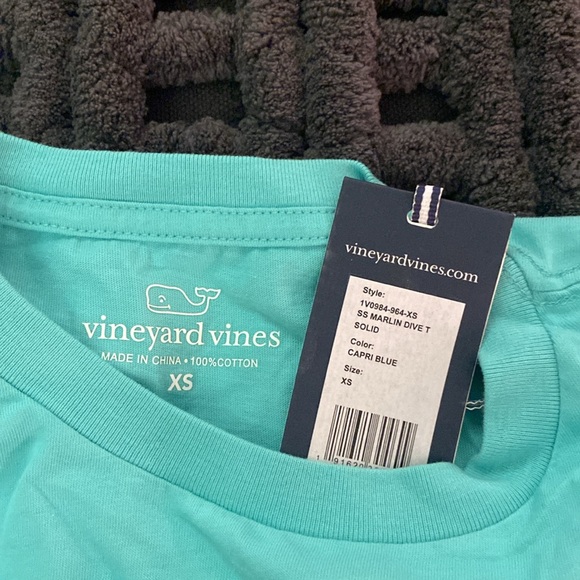 vineyard vines
MADE IN CHINA • 100% COTTON
XS
vineyardvines.com
Style:
1V0984-964-XS
SS MARLIN DIVE T
SOLID
Color:
CAPRI BLUE
Size:
XS